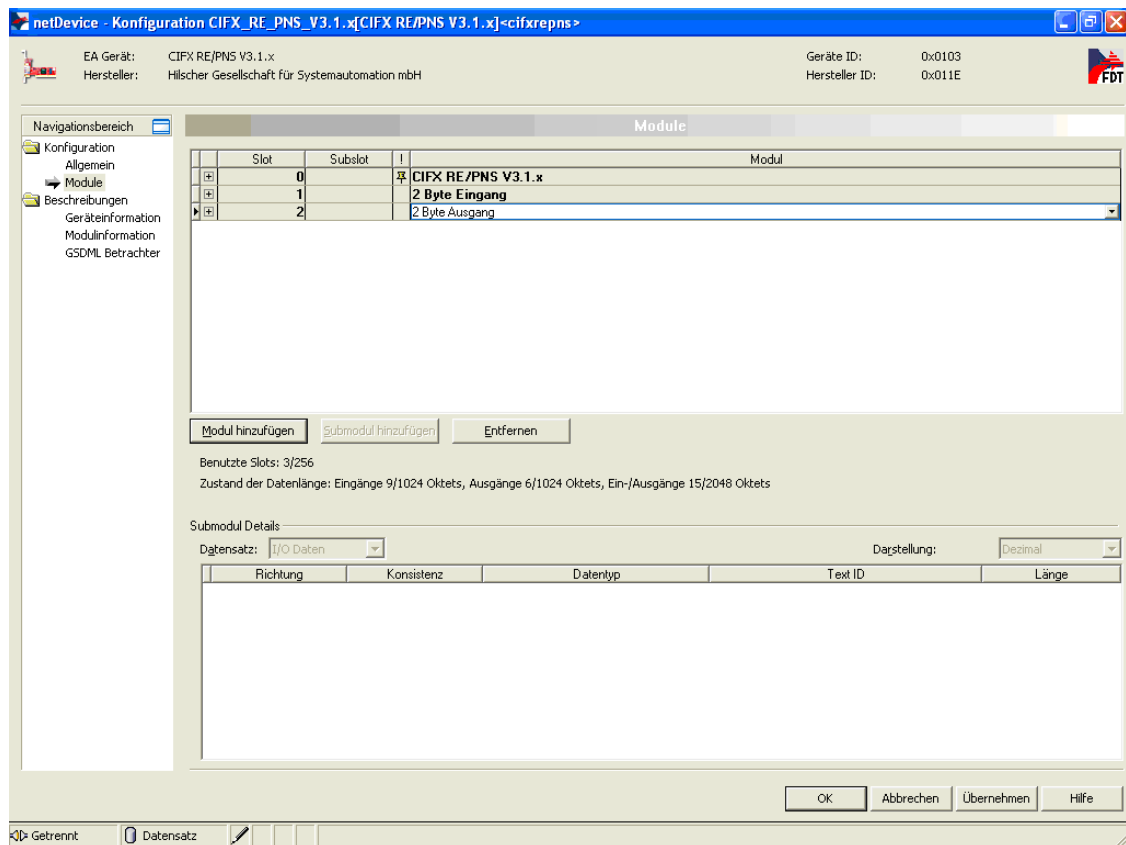 netDevice - Konfiguration CIFX_RE_PNS_V3.1.x[CIFX RE/PNS V3.1.x]<cifxrepns>
EA Gerät: CIFX RE/PNS V3.1.x Geräte ID: 0x0103
Hersteller: Hilscher Gesellschaft für Systemautomation mbH Hersteller ID: 0x011E
FDT
Navigationsbereich
Konfiguration
Allgemein
Module
Beschreibungen
Geräteinformation
Modulinformation
GSDML Betrachter
Module
Slot Subslot ! Modul
0 CIFX RE/PNS V3.1.x
1 2 Byte Eingang
2 2 Byte Ausgang
Modul hinzufügen Submodul hinzufügen Entfernen
Benutzte Slots: 3/256
Zustand der Datenlänge: Eingänge 9/1024 Oktets, Ausgänge 6/1024 Oktets, Ein-/Ausgänge 15/2048 Oktets
Submodul Details
Datensatz: I/O Daten Darstellung: Dezimal
Richtung Konsistenz Datentyp Text ID Länge
OK Abbrechen Übernehmen Hilfe
Getrennt Datensatz